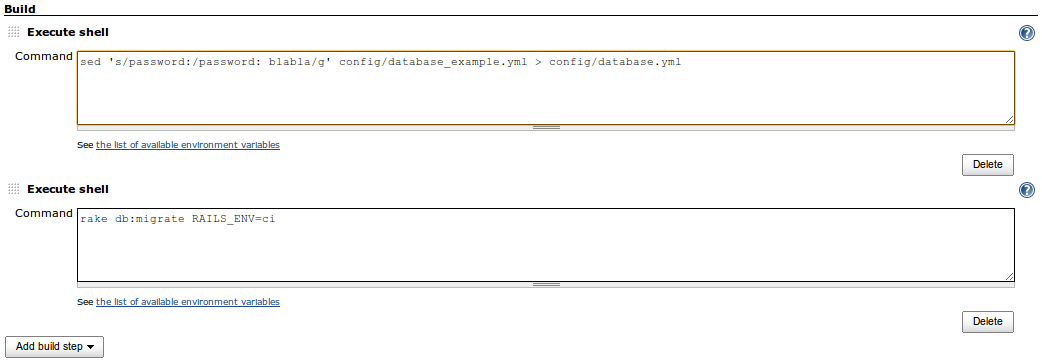 Build
Execute shell
Command sed 's/password:/password: blabla/g' config/database_example.yml > config/database.yml
See the list of available environment variables
Delete
Execute shell
Command rake db:migrate RAILS_ENV=ci
See the list of available environment variables
Delete
Add build step